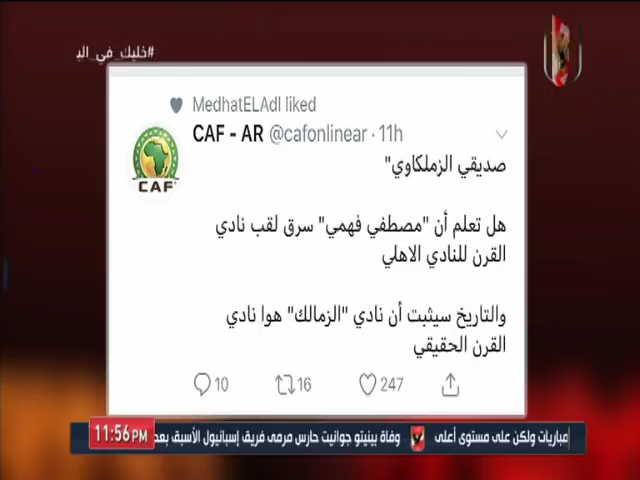 #خليك_في_الب
MedhatELAdl liked
CAF - AR @cafonlinear · 11h
صديقي الزملكاوي"
CAF
هل تعلم أن "مصطفي فهمي" سرق لقب نادي
القرن للنادي الاهلي
والتاريخ سيثبت أن نادي "الزمالك" هوا نادي
القرن الحقيقي
10 16 247
11:56 PM
مباريات ولكن على مستوى أعلى
وفاة بينيتو جوانيت حارس مرمى فريق إسبانيول الأسبق بعد